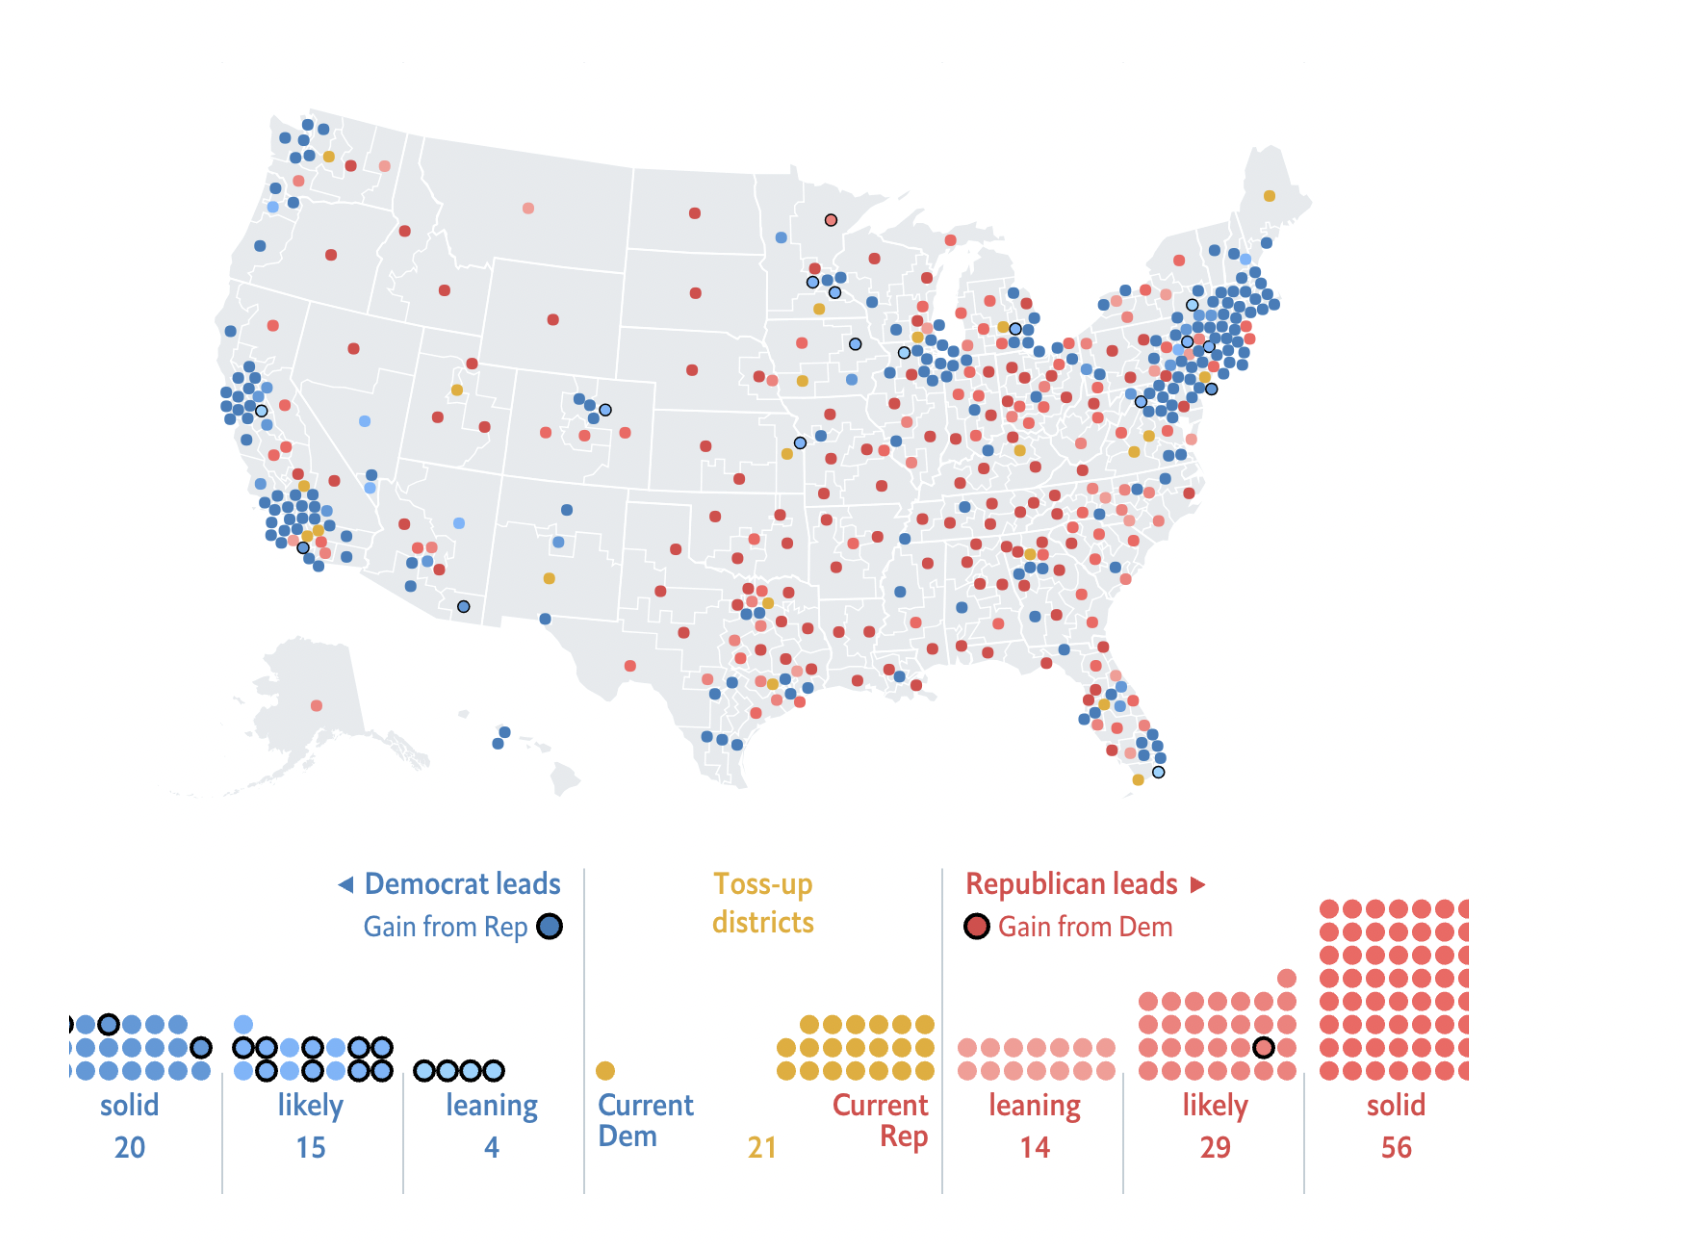 ◀ Democrat leads
Gain from Rep
Toss-up
districts
Republican leads ▶
Gain from Dem
solid
20
likely
15
leaning
4
Current
Dem
21
Current
Rep
leaning
14
likely
29
solid
56